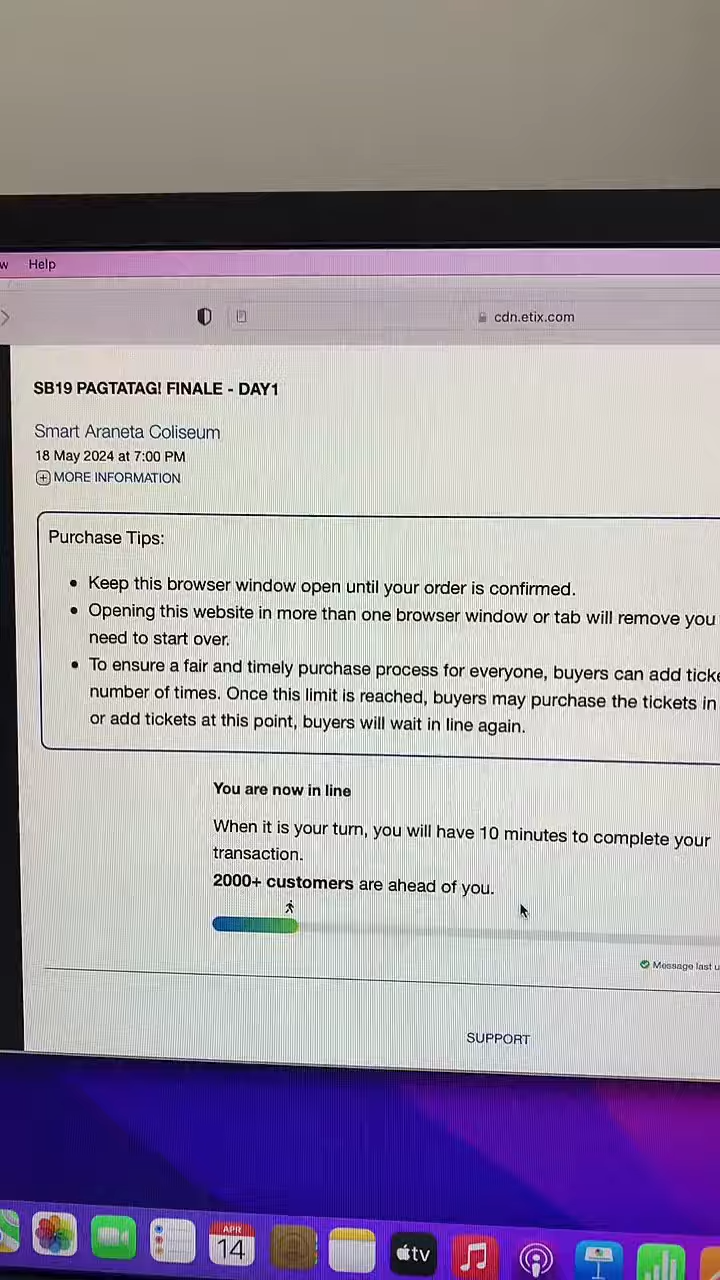 w Help
cdn.etix.com
SB19 PAGTATAG! FINALE - DAY1
Smart Araneta Coliseum
18 May 2024 at 7:00 PM
MORE INFORMATION
Purchase Tips:
Keep this browser window open until your order is confirmed.
Opening this website in more than one browser window or tab will remove you
need to start over.
To ensure a fair and timely purchase process for everyone, buyers can add ticke
number of times. Once this limit is reached, buyers may purchase the tickets in
or add tickets at this point, buyers will wait in line again.
You are now in line
When it is your turn, you will have 10 minutes to complete your
transaction.
2000+ customers are ahead of you.
Message last u
SUPPORT
APR
14
tv